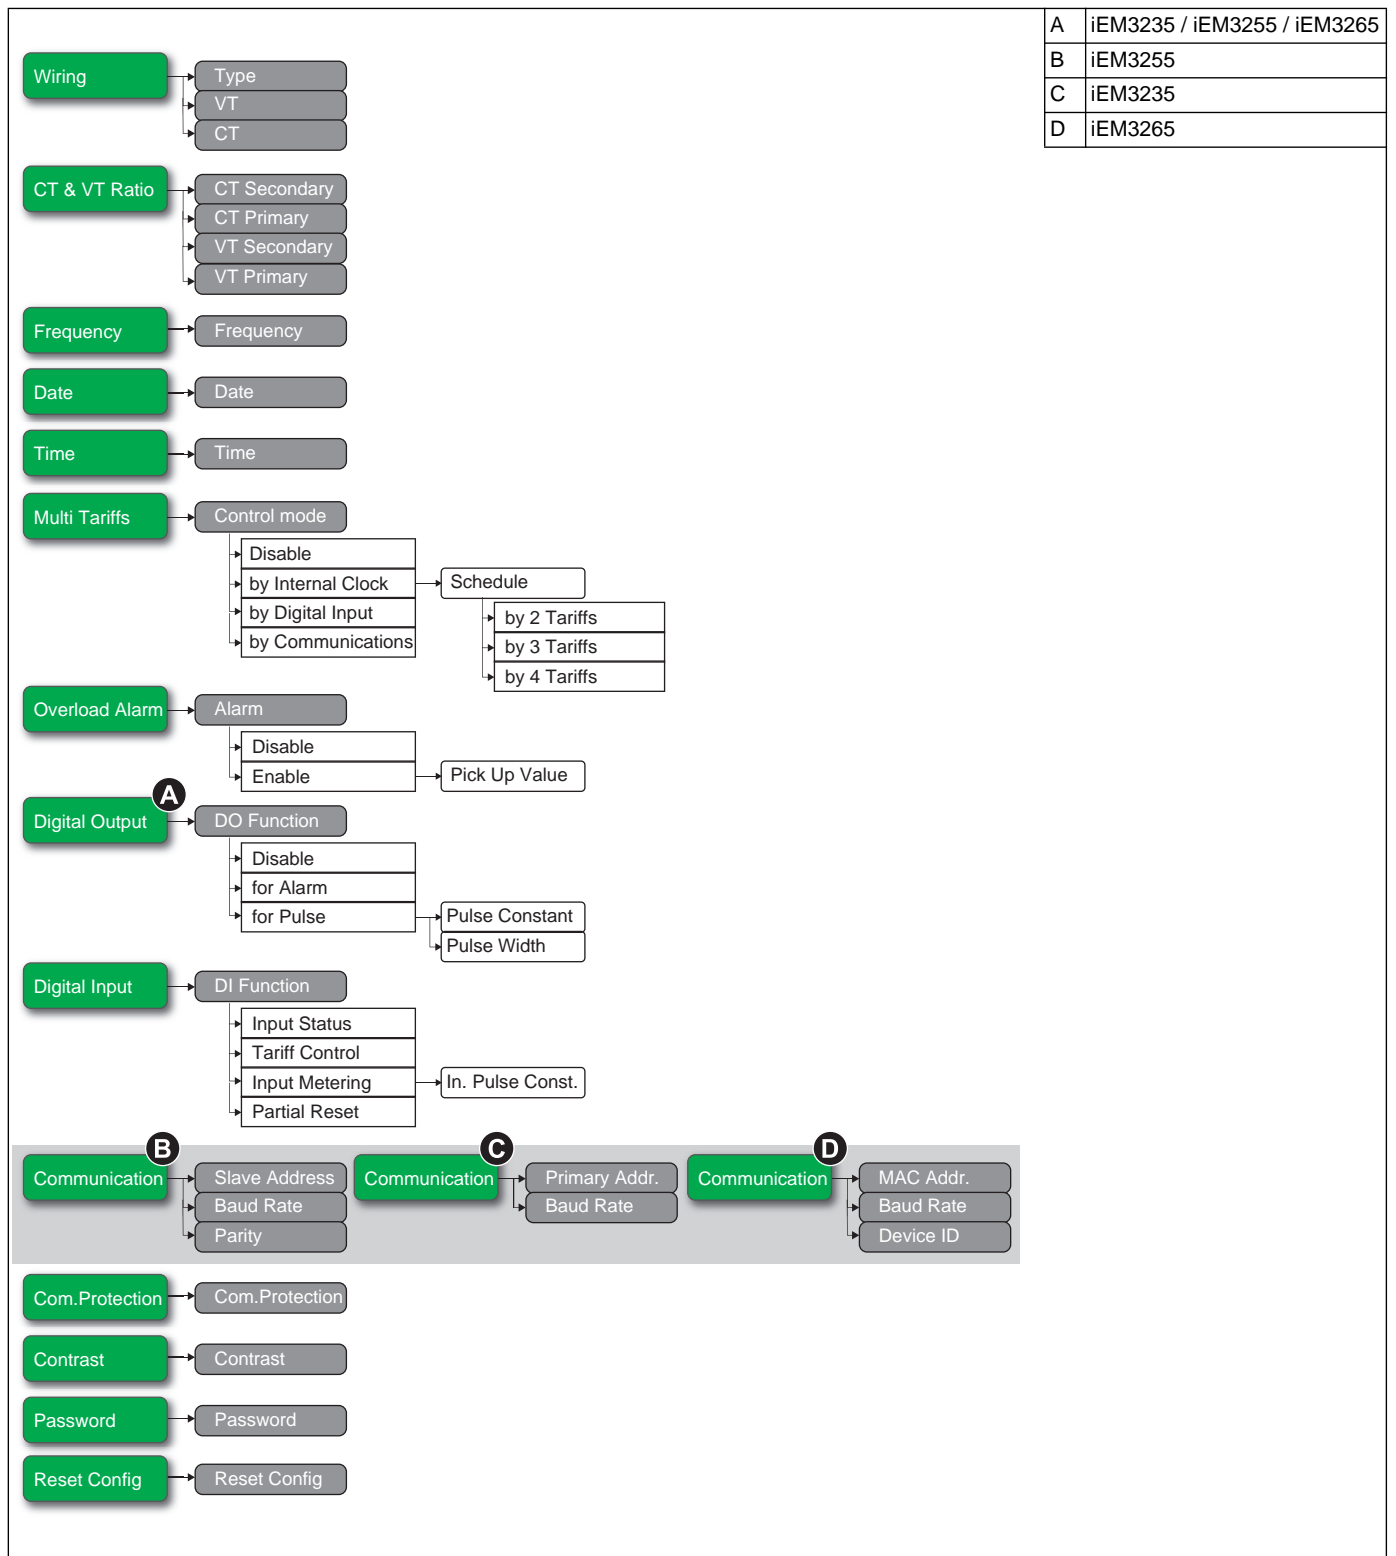 A iEM3235 / iEM3255 / iEM3265
B iEM3255
C iEM3235
D iEM3265
Wiring
Type
VT
CT
CT & VT Ratio
CT Secondary
CT Primary
VT Secondary
VT Primary
Frequency
Frequency
Date
Date
Time
Time
Multi Tariffs
Control mode
Disable
by Internal Clock
Schedule
by Digital Input
by Communications
by 2 Tariffs
by 3 Tariffs
by 4 Tariffs
Overload Alarm
Alarm
Disable
Enable
Pick Up Value
A
Digital Output
DO Function
Disable
for Alarm
for Pulse
Pulse Constant
Pulse Width
Digital Input
DI Function
Input Status
Tariff Control
Input Metering
In. Pulse Const.
Partial Reset
B
Communication
Slave Address
Baud Rate
Parity
C
Communication
Primary Addr.
Baud Rate
D
Communication
MAC Addr.
Baud Rate
Device ID
Com.Protection
Com.Protection
Contrast
Contrast
Password
Password
Reset Config
Reset Config